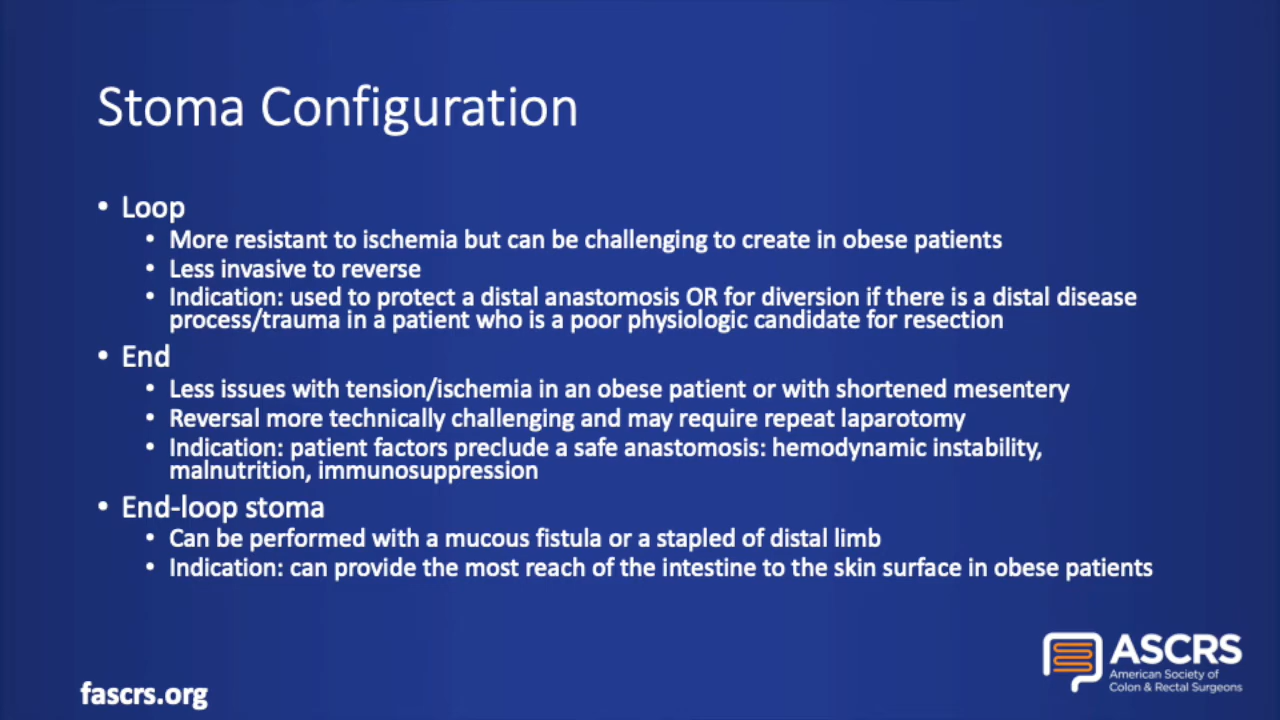 Stoma Configuration
• Loop
• More resistant to ischemia but can be challenging to create in obese patients
• Less invasive to reverse
• Indication: used to protect a distal anastomosis OR for diversion if there is a distal disease
process/trauma in a patient who is a poor physiologic candidate for resection
• End
• Less issues with tension/ischemia in an obese patient or with shortened mesentery
• Reversal more technically challenging and may require repeat laparotomy
• Indication: patient factors preclude a safe anastomosis: hemodynamic instability,
malnutrition, immunosuppression
• End-loop stoma
• Can be performed with a mucous fistula or a stapled of distal limb
• Indication: can provide the most reach of the intestine to the skin surface in obese patients
ASCRS
American Society of
Colon & Rectal Surgeons
fascrs.org